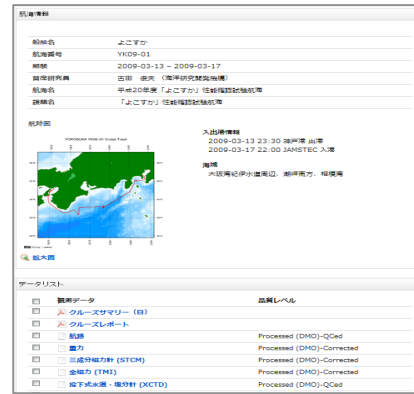 航海情報
船舶名 よこすか
航海番号 YK09-01
期間 2009-03-13 – 2009-03-17
首席研究員 古田 俊夫 (海洋研究開発機構)
航海名 平成20年度「よこすか」性能確認試験航海
課題名 「よこすか」性能確認試験航海
航跡図
YOKOSUKA YK09-01 Cruise Track
拡大図
入出港情報
2009-03-13 23:30 神戸港 出港
2009-03-17 22:00 JAMSTEC 入港
海域
大阪湾紀伊水道周辺、潮岬南方、相模湾
データリスト
観測データ 品質レベル
クルーズサマリー (日)
クルーズレポート
航跡 Processed (DMO)-QCed
重力 Processed (DMO)-Corrected
三成分磁力計 (STCM) Processed (DMO)-Corrected
全磁力 (TMI) Processed (DMO)-Corrected
投下式水温・塩分計 (XCTD) Processed (DMO)-QCed